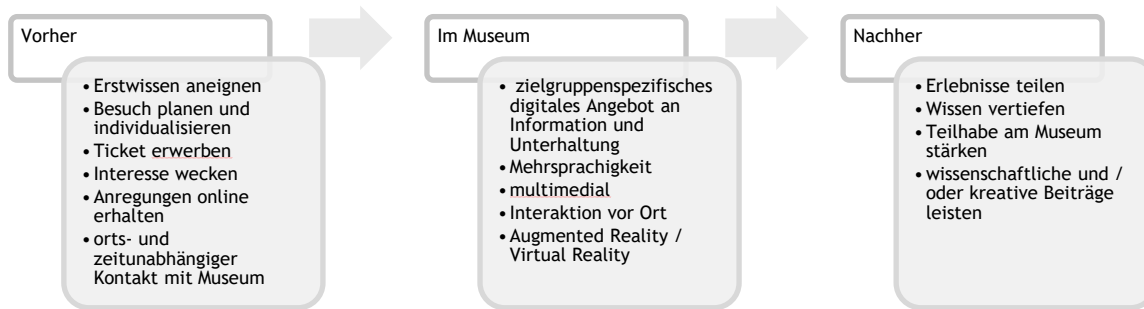 Vorher
• Erstwissen aneignen
• Besuch planen und
individualisieren
• Ticket erwerben
• Interesse wecken
• Anregungen online
erhalten
• orts- und
zeitunabhängiger
Kontakt mit Museum
Im Museum
• zielgruppenspezifisches
digitales Angebot an
Information und
Unterhaltung
• Mehrsprachigkeit
• multimedial
• Interaktion vor Ort
• Augmented Reality /
Virtual Reality
Nachher
• Erlebnisse teilen
• Wissen vertiefen
• Teilhabe am Museum
stärken
• wissenschaftliche und /
oder kreative Beiträge
leisten